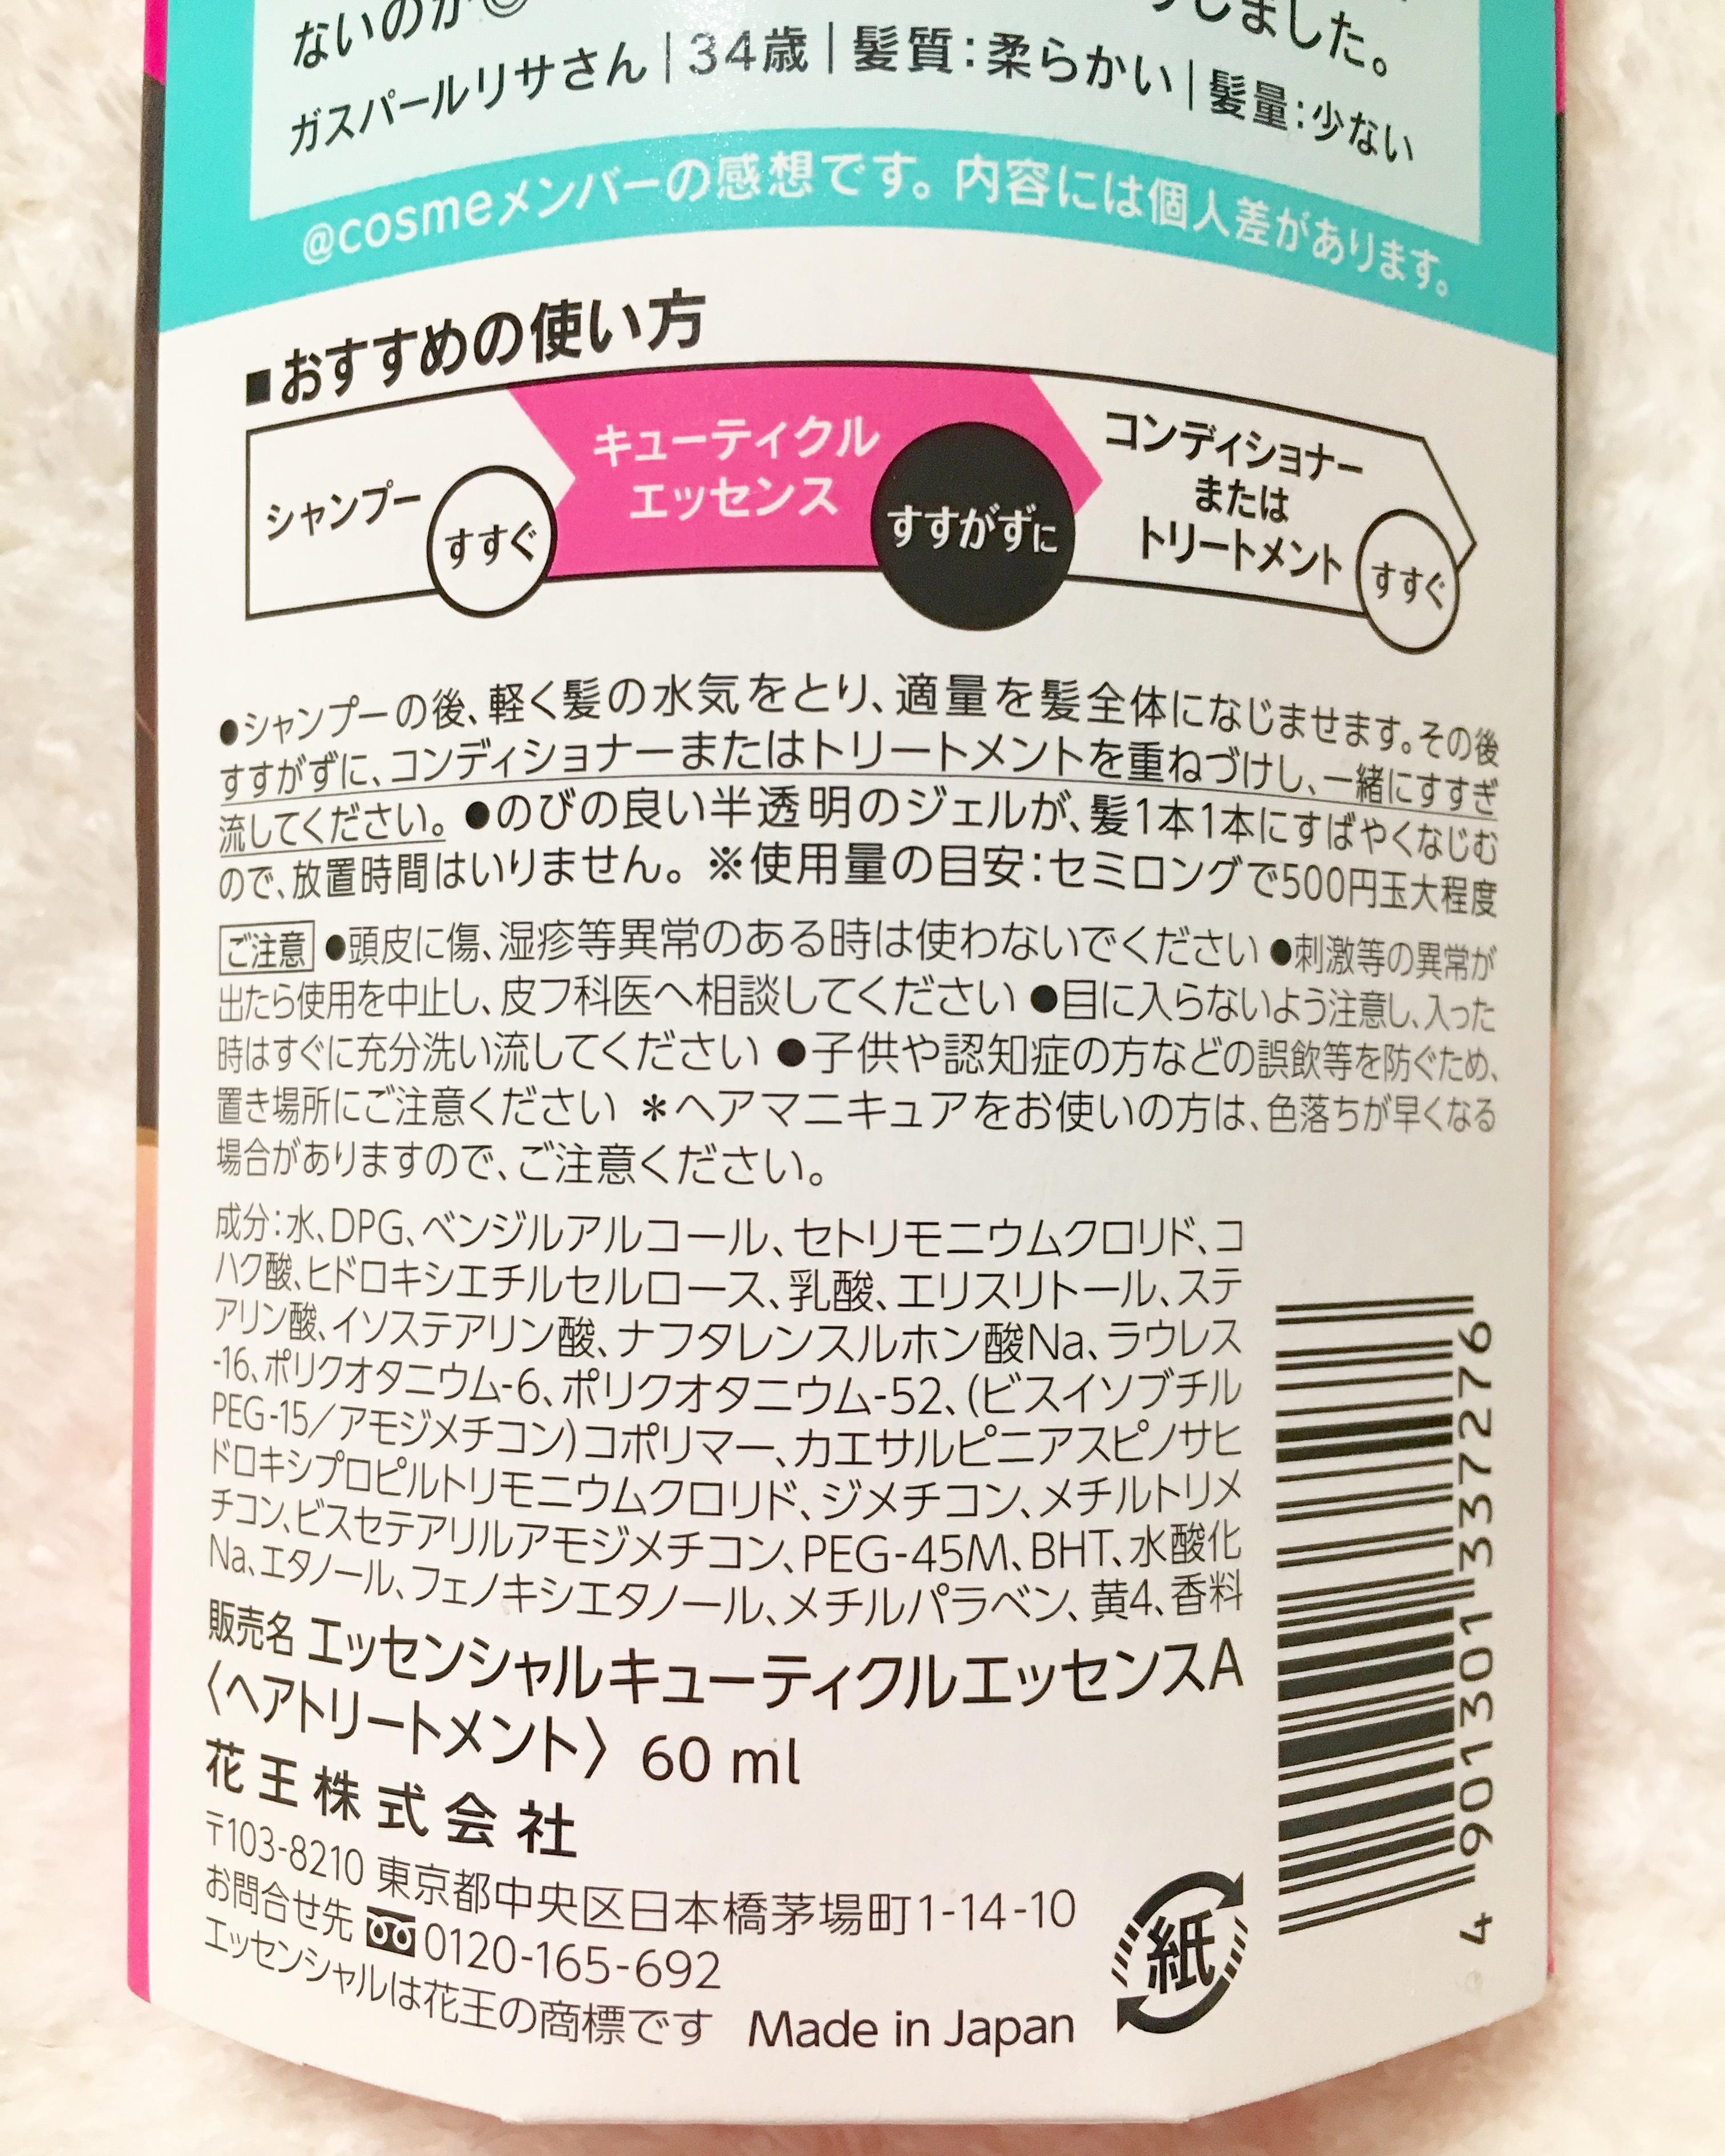 ないのが◎
しました。
ガスパールリサさん|34歳|髪質:柔らかい|髪量:少ない
@cosmeメンバーの感想です。内容には個人差があります。
■おすすめの使い方
シャンプー
すすぐ
キューティクル
エッセンス
すすがずに
コンディショナー
または
トリートメント
すすぐ
●シャンプーの後、軽く髪の水気をとり、適量を髪全体になじませます。その後
すすがずに、コンディショナーまたはトリートメントを重ねづけし、一緒にすすぎ
流してください。●のびの良い半透明のジェルが、髪1本1本にすばやくなじむ
ので、放置時間はいりません。※使用量の目安:セミロングで500円玉大程度
ご注意 ●頭皮に傷、湿疹等異常のある時は使わないでください ●刺激等の異常が
出たら使用を中止し、皮フ科医へ相談してください ●目に入らないよう注意し、入った
時はすぐに充分洗い流してください ●子供や認知症の方などの誤飲等を防ぐため、
置き場所にご注意ください *ヘアマニキュアをお使いの方は、色落ちが早くなる
場合がありますので、ご注意ください。
成分:水、DPG、ベンジルアルコール、セトリモニウムクロリド、コ
ハク酸、ヒドロキシエチルセルロース、乳酸、エリスリトール、ステ
アリン酸、イソステアリン酸、ナフタレンスルホン酸Na、ラウレス
-16、ポリクオタニウム-6、ポリクオタニウム-52、(ビスイソブチル
PEG-15/アモジメチコン)コポリマー、カエサルピニアスピノサヒ
ドロキシプロピルトリモニウムクロリド、ジメチコン、メチルトリメ
チコン、ビスセテアリルアモジメチコン、PEG-45M、BHT、水酸化
Na、エタノール、フェノキシエタノール、メチルパラベン、黄4、香料
販売名 エッセンシャルキューティクルエッセンスA
〈ヘアトリートメント〉 60 ml
花王株式会社
〒103-8210 東京都中央区日本橋茅場町1-14-10
お問合せ先 0120-165-692
エッセンシャルは花王の商標です Made in Japan
紙
4 901301 337276